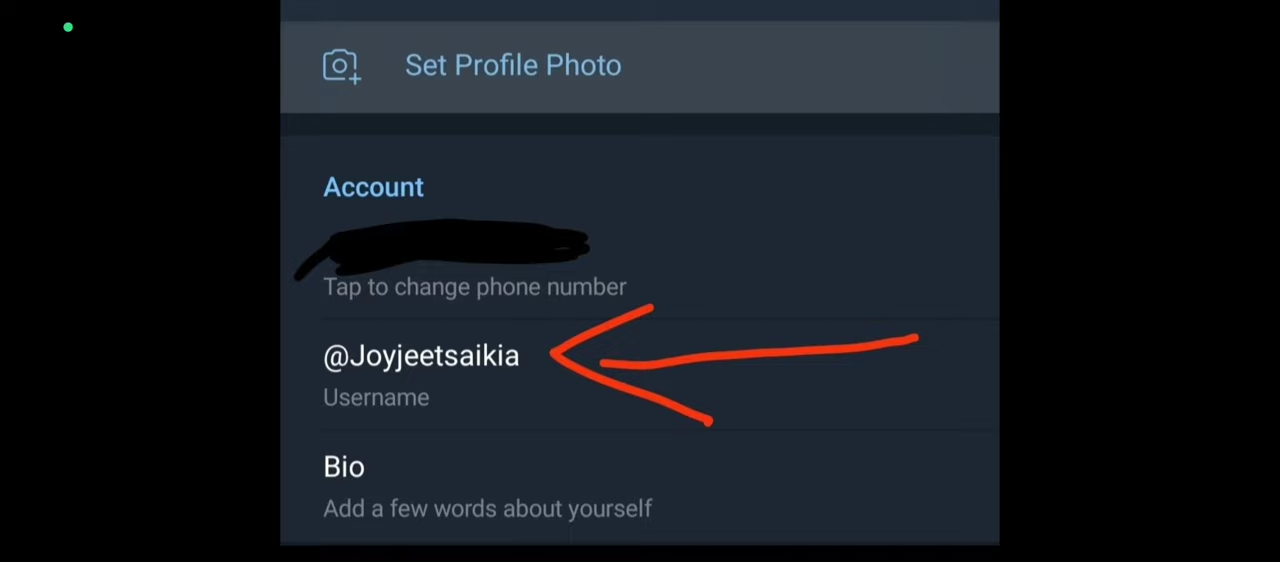 Set Profile Photo
Account
Tap to change phone number
@Joyjeetsaikia
Username
Bio
Add a few words about yourself